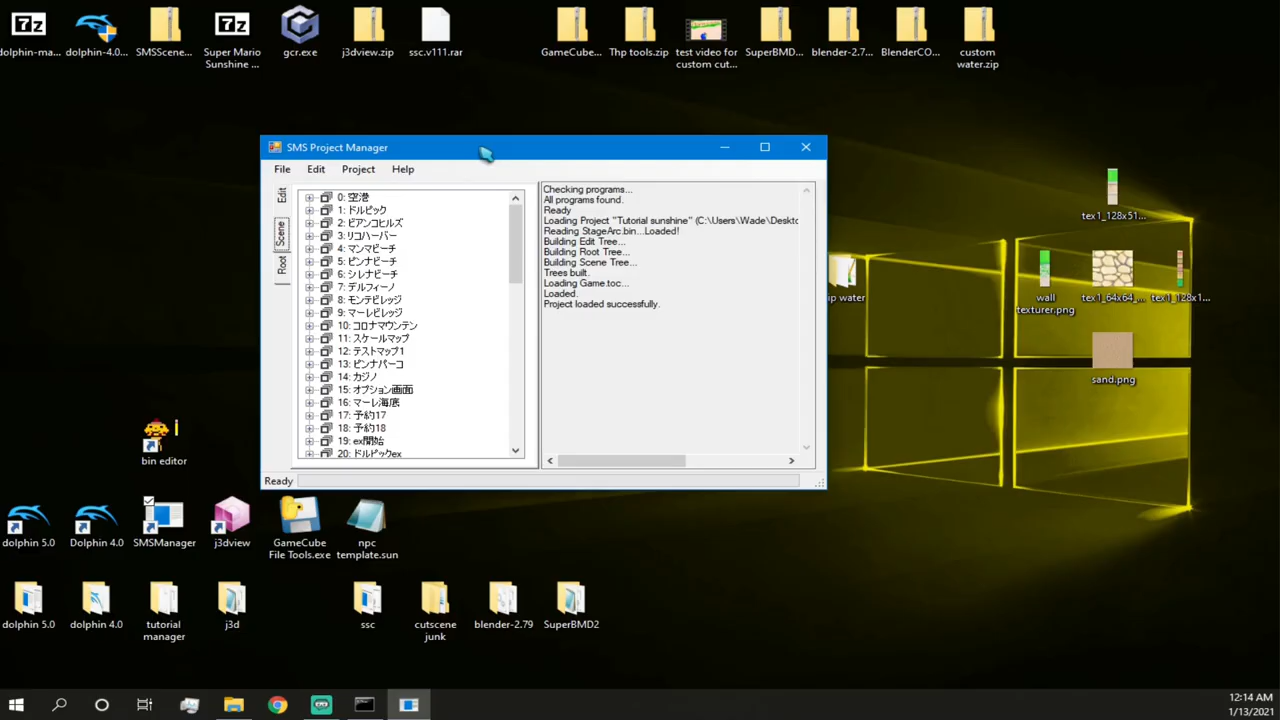 dolphin-ma...
dolphin-4.0...
SMSScene...
Super Mario
Sunshine ...
gcr.exe
j3dview.zip
ssc.v111.rar
GameCube...
Thp tools.zip
test video for
custom cut...
SuperBMD...
blender-2.7...
BlenderCO...
custom
water.zip
SMS Project Manager
File
Edit
Project
Help
Edit
Scene
Root
0: 空港
1: ドルピック
2: ビアンコヒルズ
3: リコハーバー
4: マンマビーチ
5: ピンナビーチ
6: シレナビーチ
7: デルフィーノ
8: モンテビレッジ
9: マーレビレッジ
10: コロナマウンテン
11: スケールマップ
12: テストマップ1
13: ピンナパーコ
14: カジノ
15: オプション画面
16: マーレ海底
17: 予約17
18: 予約18
19: ex開始
20: ドルピックex
Checking programs...
All programs found.
Ready
Loading Project "Tutorial sunshine" (C:\Users\Wade\Deskto
Reading StageArc.bin...Loaded!
Building Edit Tree...
Building Root Tree...
Building Scene Tree...
Trees built.
Loading Game.toc...
Loaded.
Project loaded successfully.
Ready
tex1_128x51...
ip water
wall
texturer.png
tex1_64x64_...
tex1_128x1...
sand.png
bin editor
dolphin 5.0
Dolphin 4.0
SMSManager
j3dview
GameCube
File Tools.exe
npc
template.sun
dolphin 5.0
dolphin 4.0
tutorial
manager
j3d
ssc
cutscene
junk
blender-2.79
SuperBMD2
12:14 AM
1/13/2021